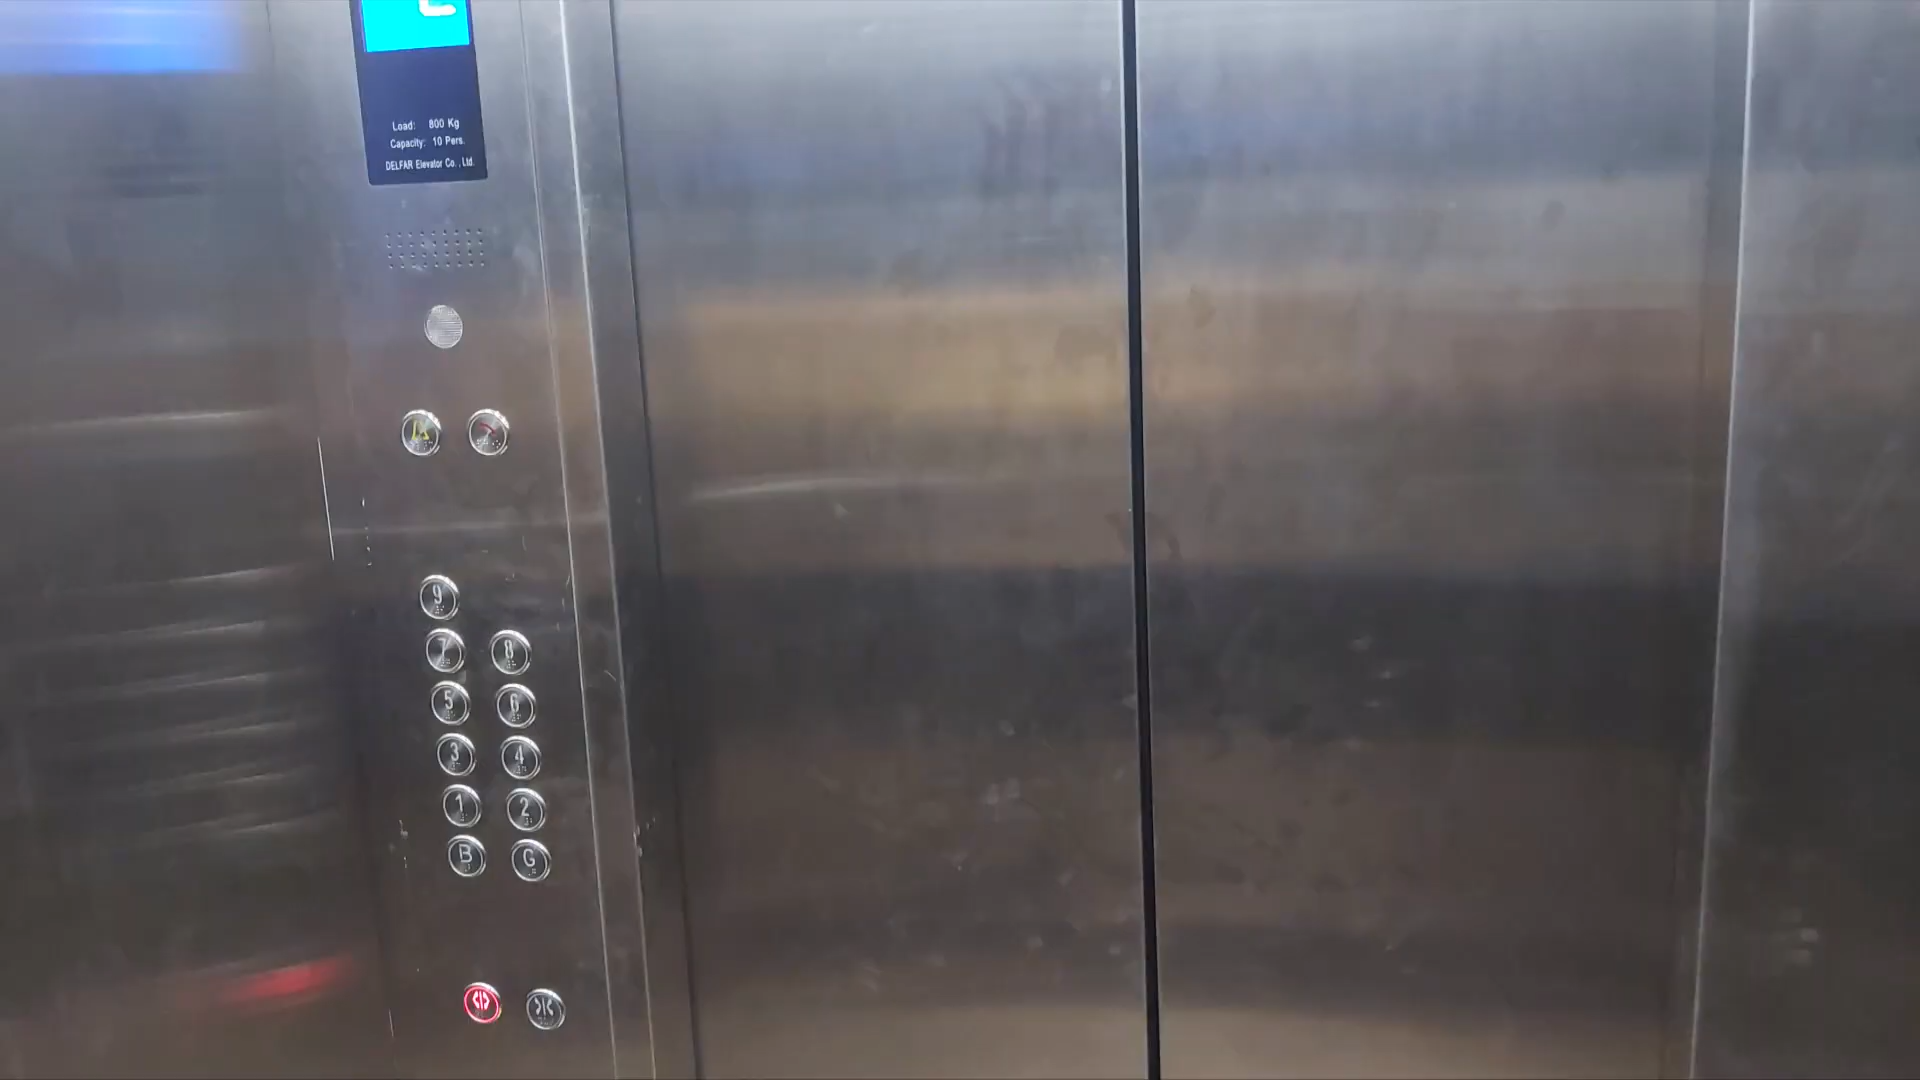 Load: 800 Kg
Capacity: 10 Pers.
DELFAR Elevator Co., Ltd.
9
7 8
5 6
3 4
1 2
B G